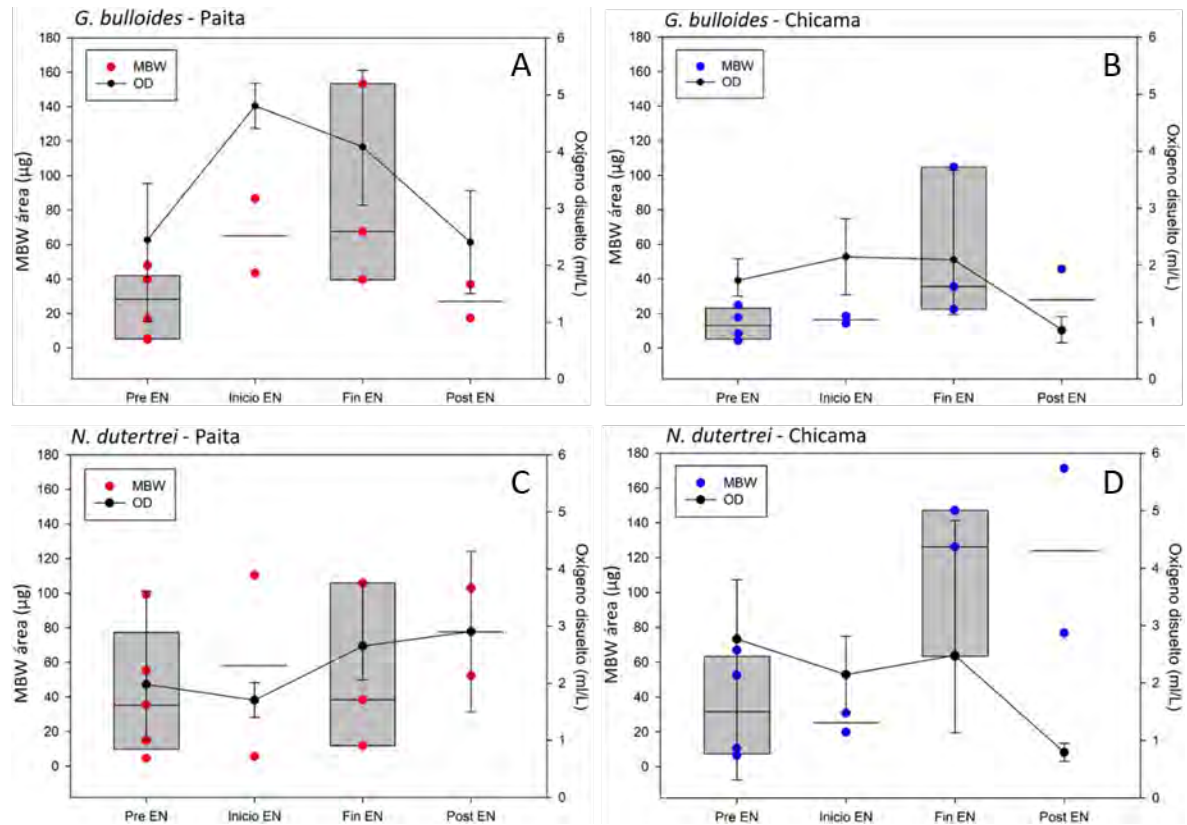 G. bulloides - Paita
A
MBW
OD
MBW área (µg)
180
160
140
120
100
80
60
40
20
0
6
5
4
3
2
1
0
Oxígeno disuelto (ml/L)
Pre EN Inicio EN Fin EN Post EN
G. bulloides - Chicama
B
MBW
OD
MBW área (µg)
180
160
140
120
100
80
60
40
20
0
6
5
4
3
2
1
0
Oxígeno disuelto (ml/L)
Pre EN Inicio EN Fin EN Post EN
N. dutertrei - Paita
C
MBW
OD
MBW área (µg)
180
160
140
120
100
80
60
40
20
0
6
5
4
3
2
1
0
Oxígeno disuelto (ml/L)
Pre EN Inicio EN Fin EN Post EN
N. dutertrei - Chicama
D
MBW
OD
MBW área (µg)
180
160
140
120
100
80
60
40
20
0
6
5
4
3
2
1
0
Oxígeno disuelto (ml/L)
Pre EN Inicio EN Fin EN Post EN